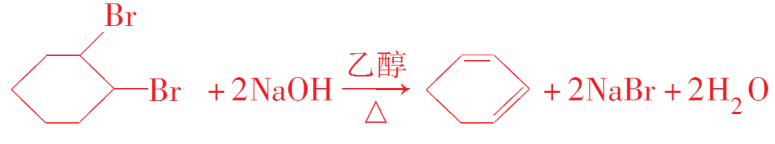 Br
Br + 2NaOH 乙醇 △ + 2NaBr + 2H₂O